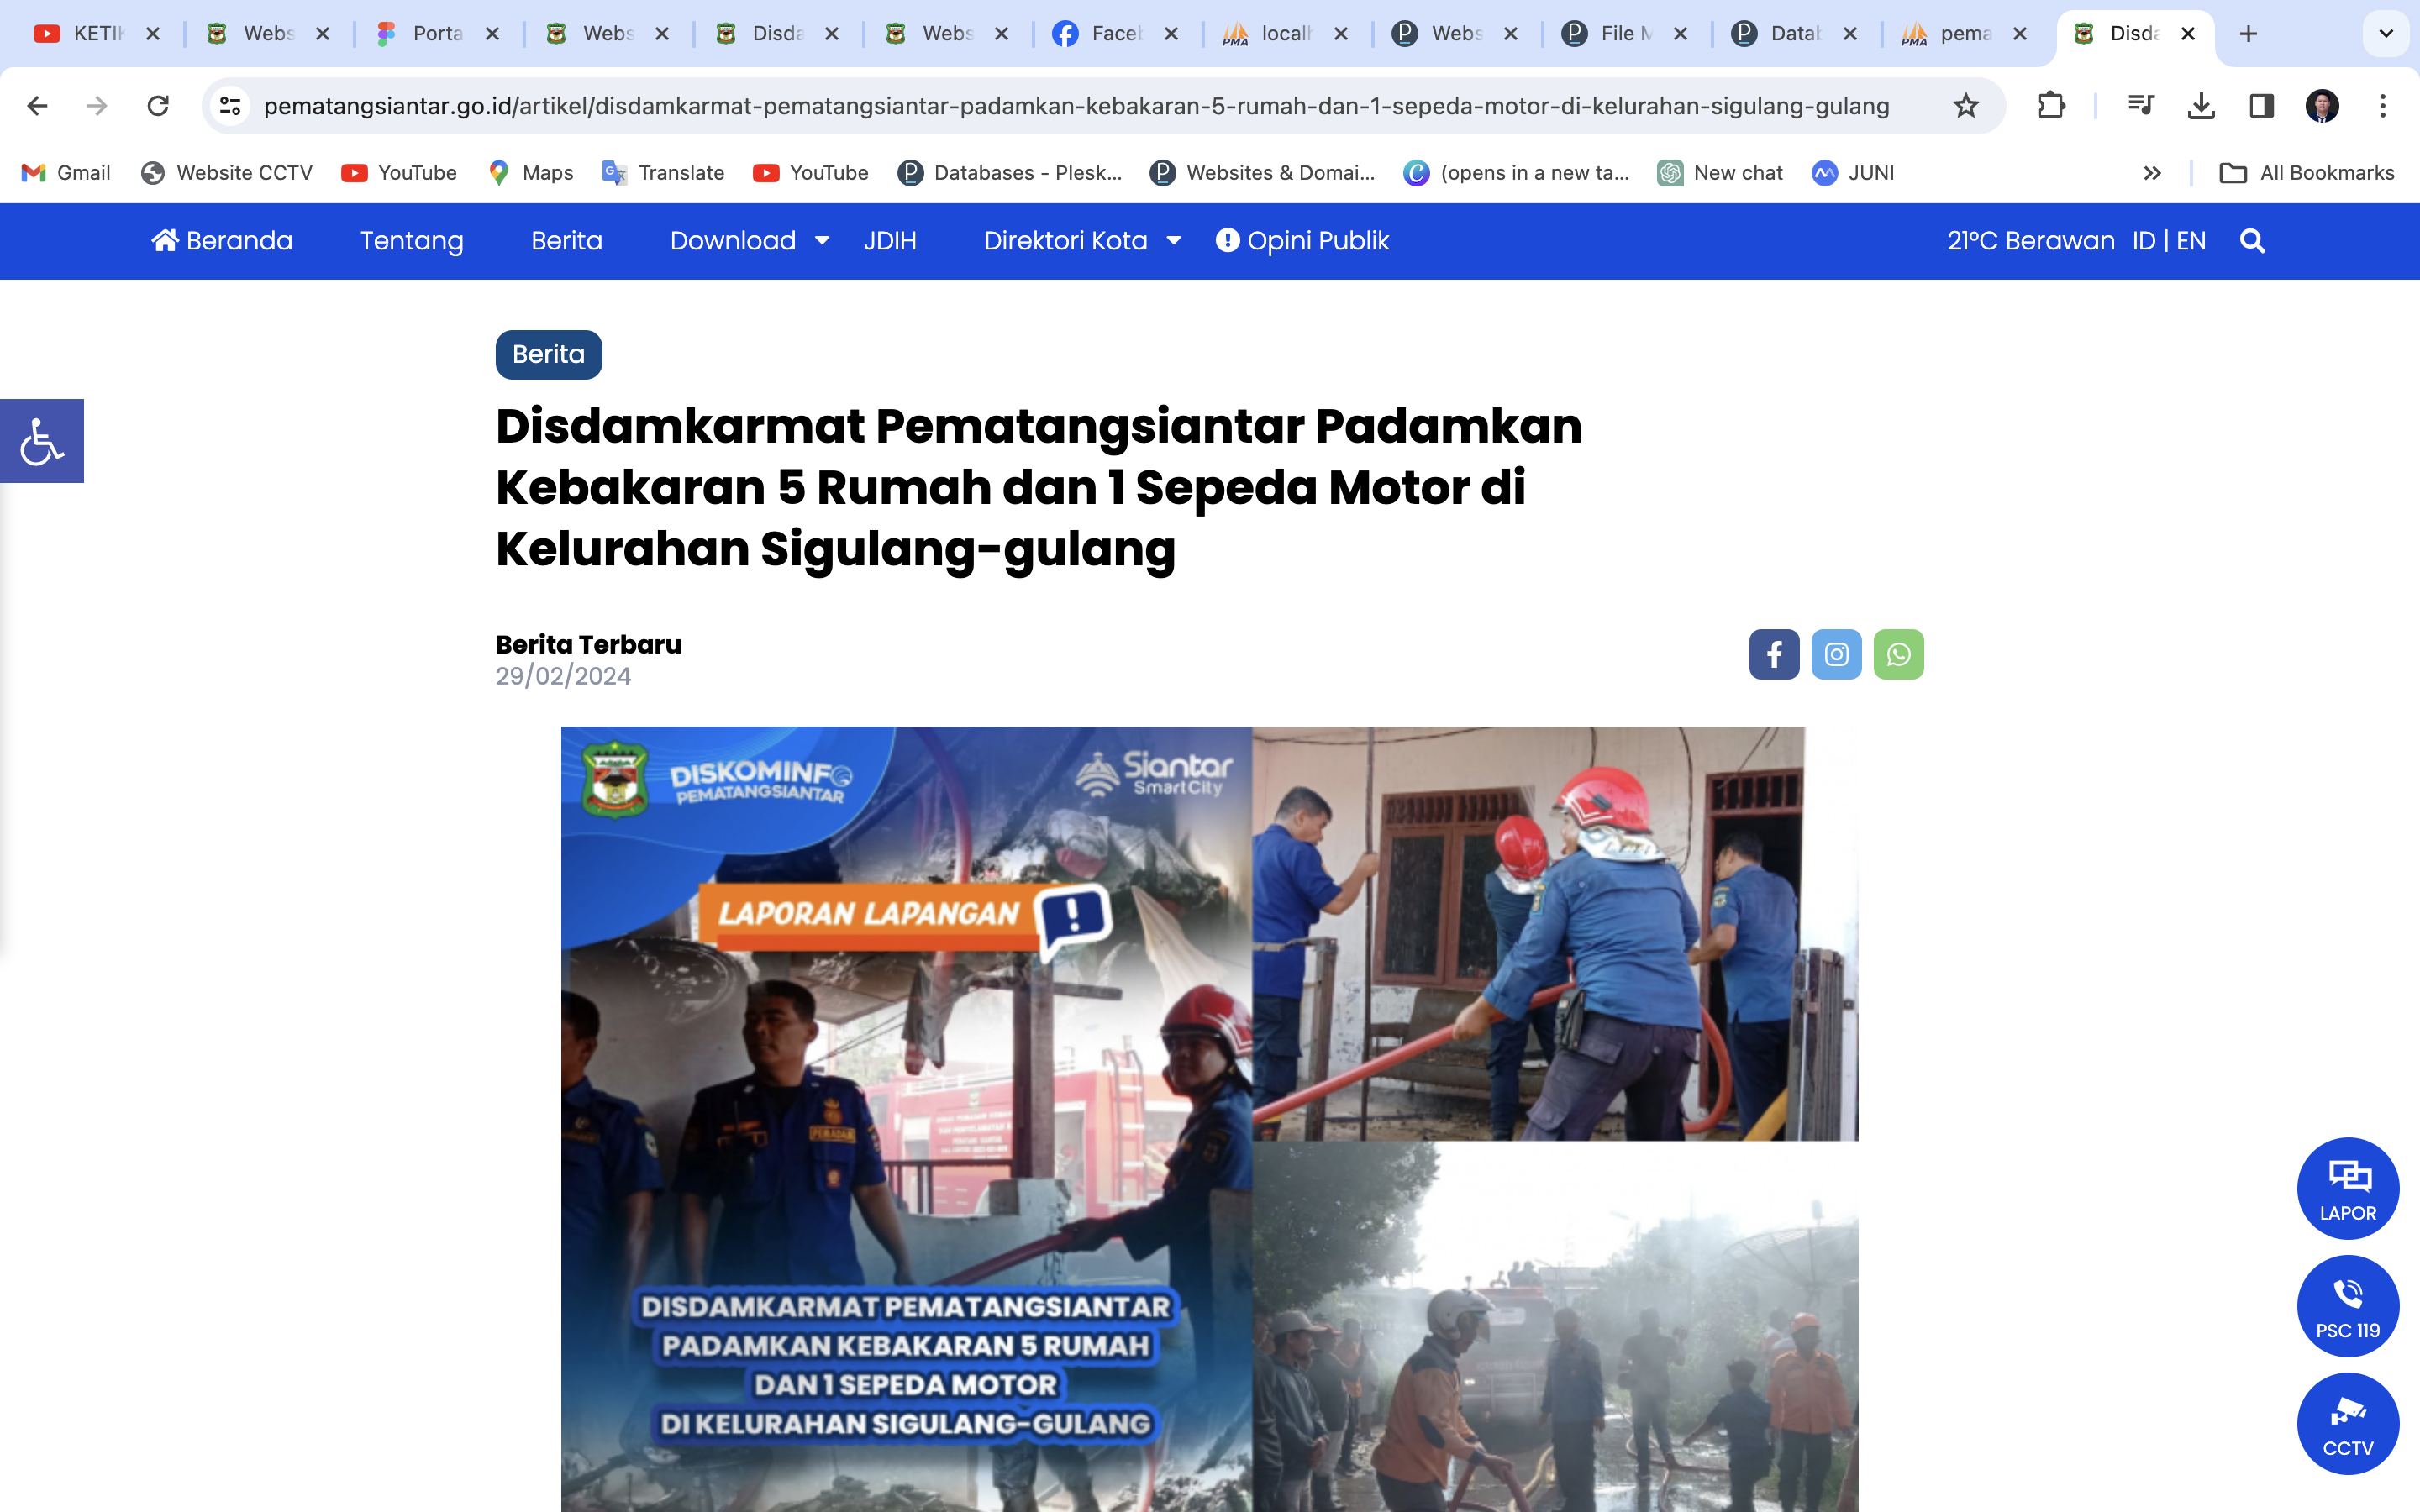 KETIK
Webs
Porta
Webs
Disda
Webs
Faceb
localh
Webs
File M
Datab
pema
Disda
pematangsiantar.go.id/artikel/disdamkarmat-pematangsiantar-padamkan-kebakaran-5-rumah-dan-1-sepeda-motor-di-kelurahan-sigulang-gulang
Gmail
Website CCTV
YouTube
Maps
Translate
YouTube
Databases - Plesk...
Websites & Domai...
(opens in a new ta...
New chat
JUNI
All Bookmarks
Beranda
Tentang
Berita
Download
JDIH
Direktori Kota
Opini Publik
21°C Berawan
ID | EN
Berita
Disdamkarmat Pematangsiantar Padamkan
Kebakaran 5 Rumah dan 1 Sepeda Motor di
Kelurahan Sigulang-gulang
Berita Terbaru
29/02/2024
DISKOMINFO
PEMATANGSIANTAR
Siantar
SmartCity
LAPORAN LAPANGAN !
PEMADAM
DISDAMKARMAT PEMATANGSIANTAR
PADAMKAN KEBAKARAN 5 RUMAH
DAN 1 SEPEDA MOTOR
DI KELURAHAN SIGULANG-GULANG
LAPOR
PSC 119
CCTV